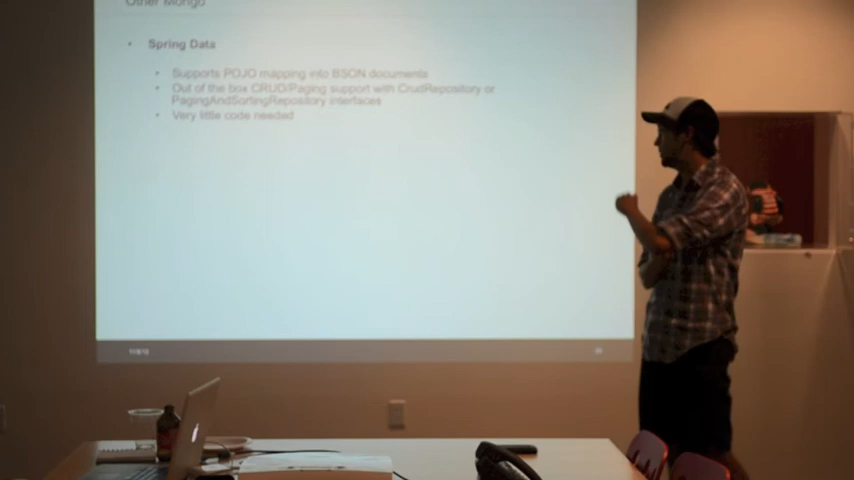 Other Mongo
• Spring Data
• Supports POJO mapping into BSON documents
• Out of the box CRUD/Paging support with CrudRepository or
PagingAndSortingRepository interfaces
• Very little code needed